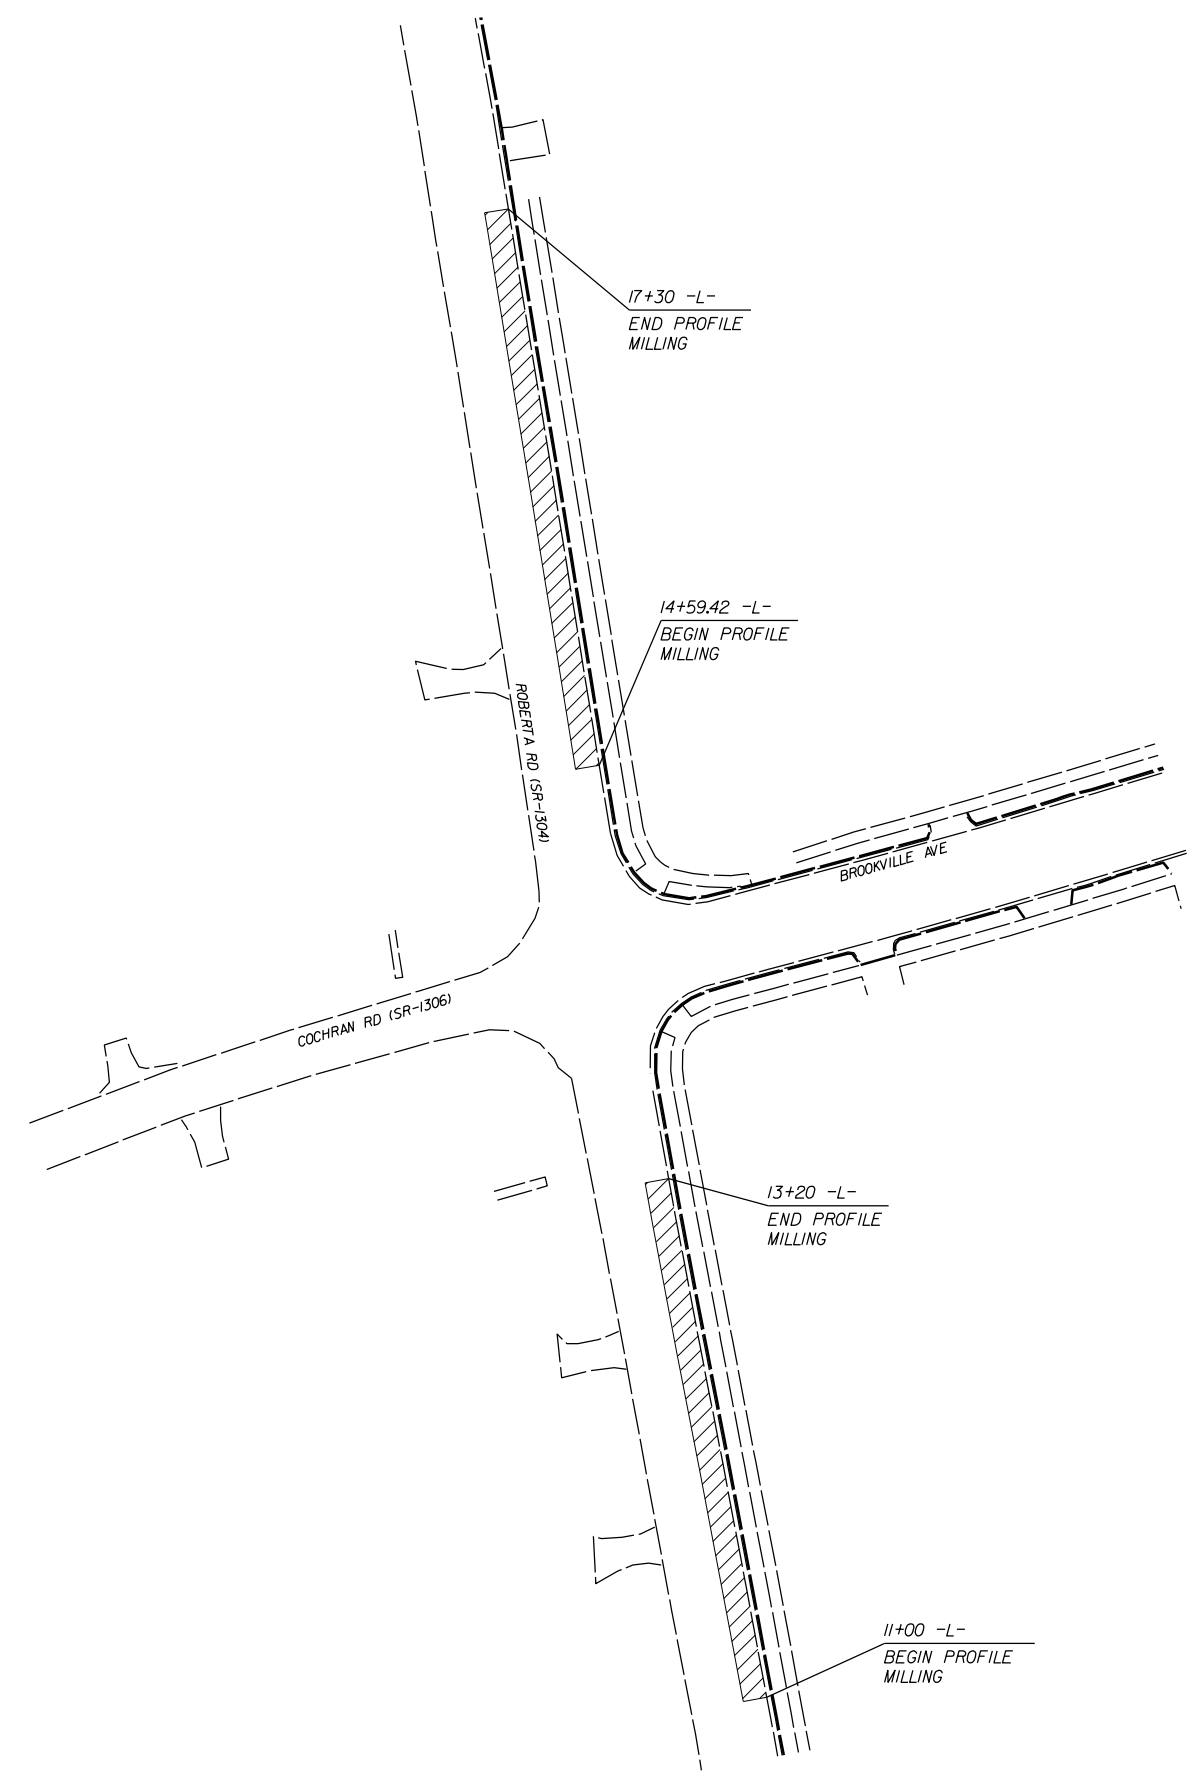 17+30 -L-
END PROFILE
MILLING
14+59.42 -L-
BEGIN PROFILE
MILLING
ROBERTA RD (SR-1304)
BROOKVILLE AVE
COCHRAN RD (SR-1306)
13+20 -L-
END PROFILE
MILLING
11+00 -L-
BEGIN PROFILE
MILLING